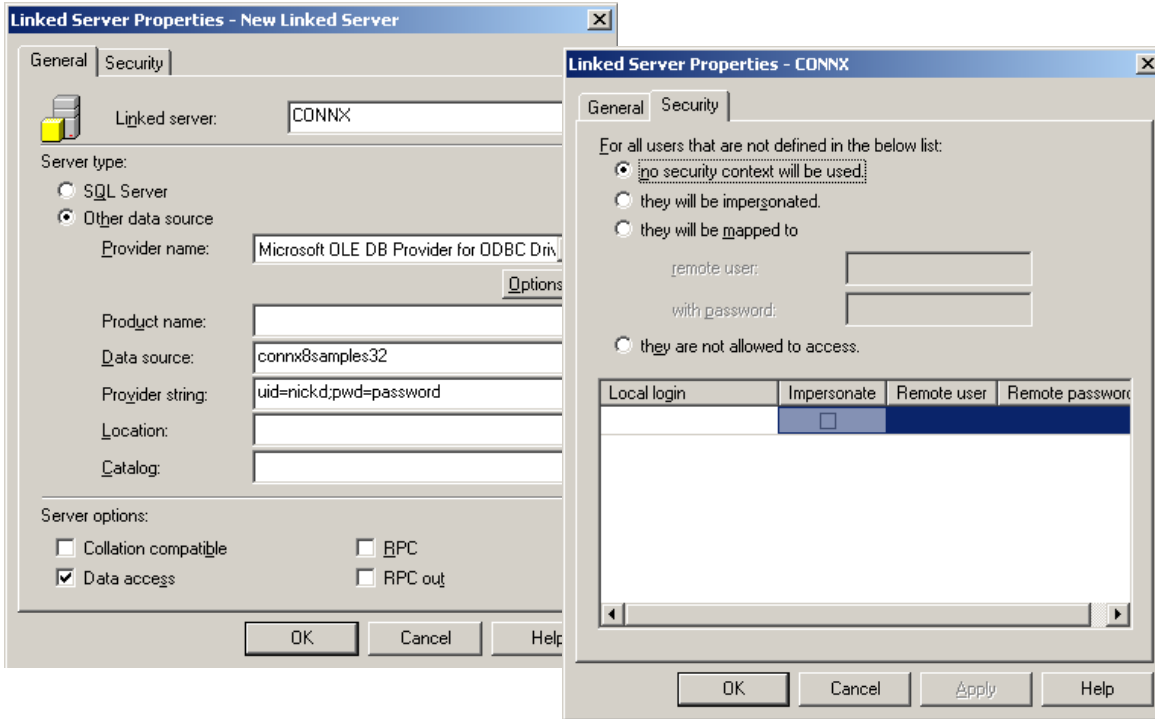 Linked Server Properties - New Linked Server
General Security
Linked server: CONNX
Server type:
SQL Server
Other data source
Provider name: Microsoft OLE DB Provider for ODBC Driv
Options
Product name:
Data source: connx8samples32
Provider string: uid=nickd;pwd=password
Location:
Catalog:
Server options:
Collation compatible RPC
Data access RPC out
OK Cancel Help
Linked Server Properties - CONNX
General Security
For all users that are not defined in the below list:
no security context will be used.
they will be impersonated.
they will be mapped to
remote user:
with password:
they are not allowed to access.
Local login Impersonate Remote user Remote password
OK Cancel Apply Help